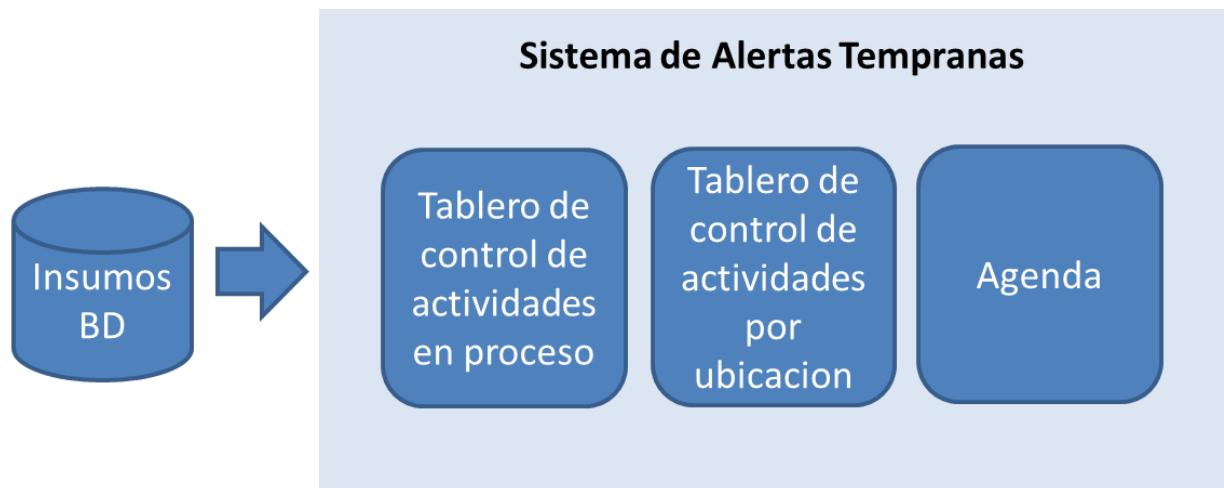 Sistema de Alertas Tempranas
Insumos
BD
Tablero de
control de
actividades
en proceso
Tablero de
control de
actividades
por
ubicacion
Agenda